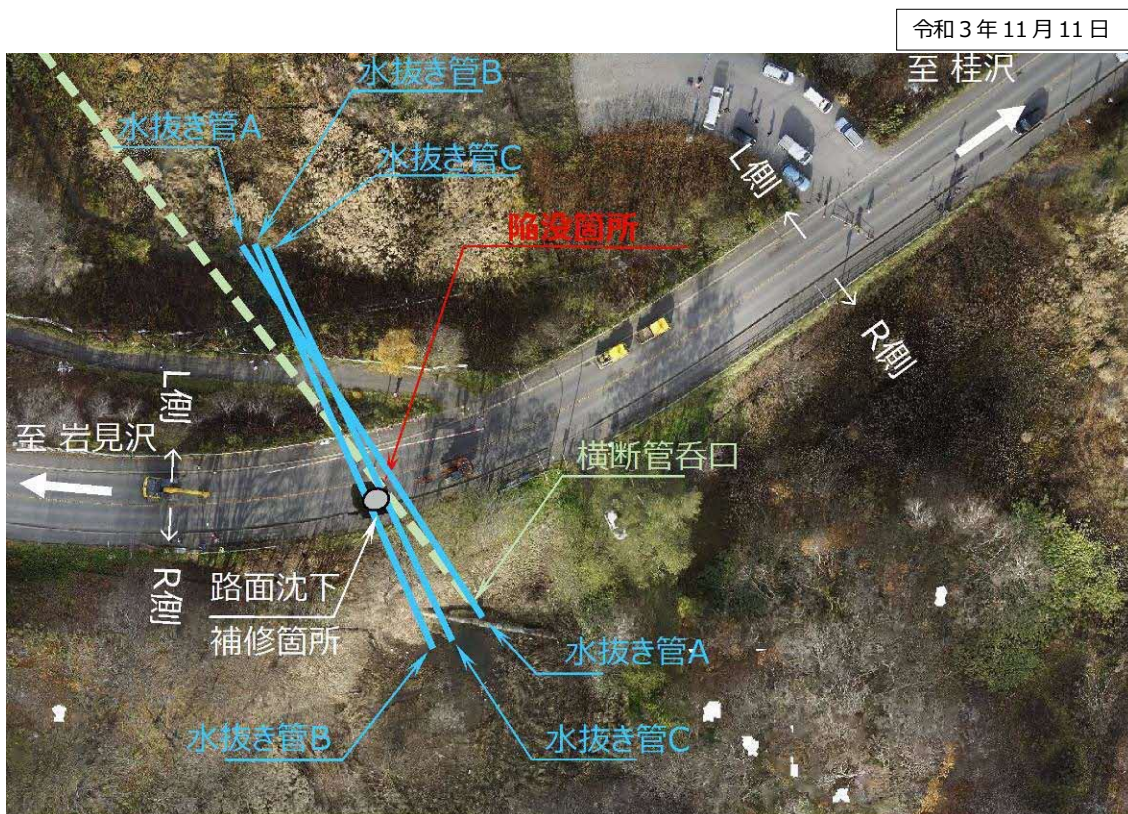 令和3年11月11日
至 桂沢
水抜き管B
水抜き管A
水抜き管C
L側
陥没箇所
R側
L側
至 岩見沢
横断管呑口
R側
路面沈下
補修箇所
水抜き管A
水抜き管B
水抜き管C